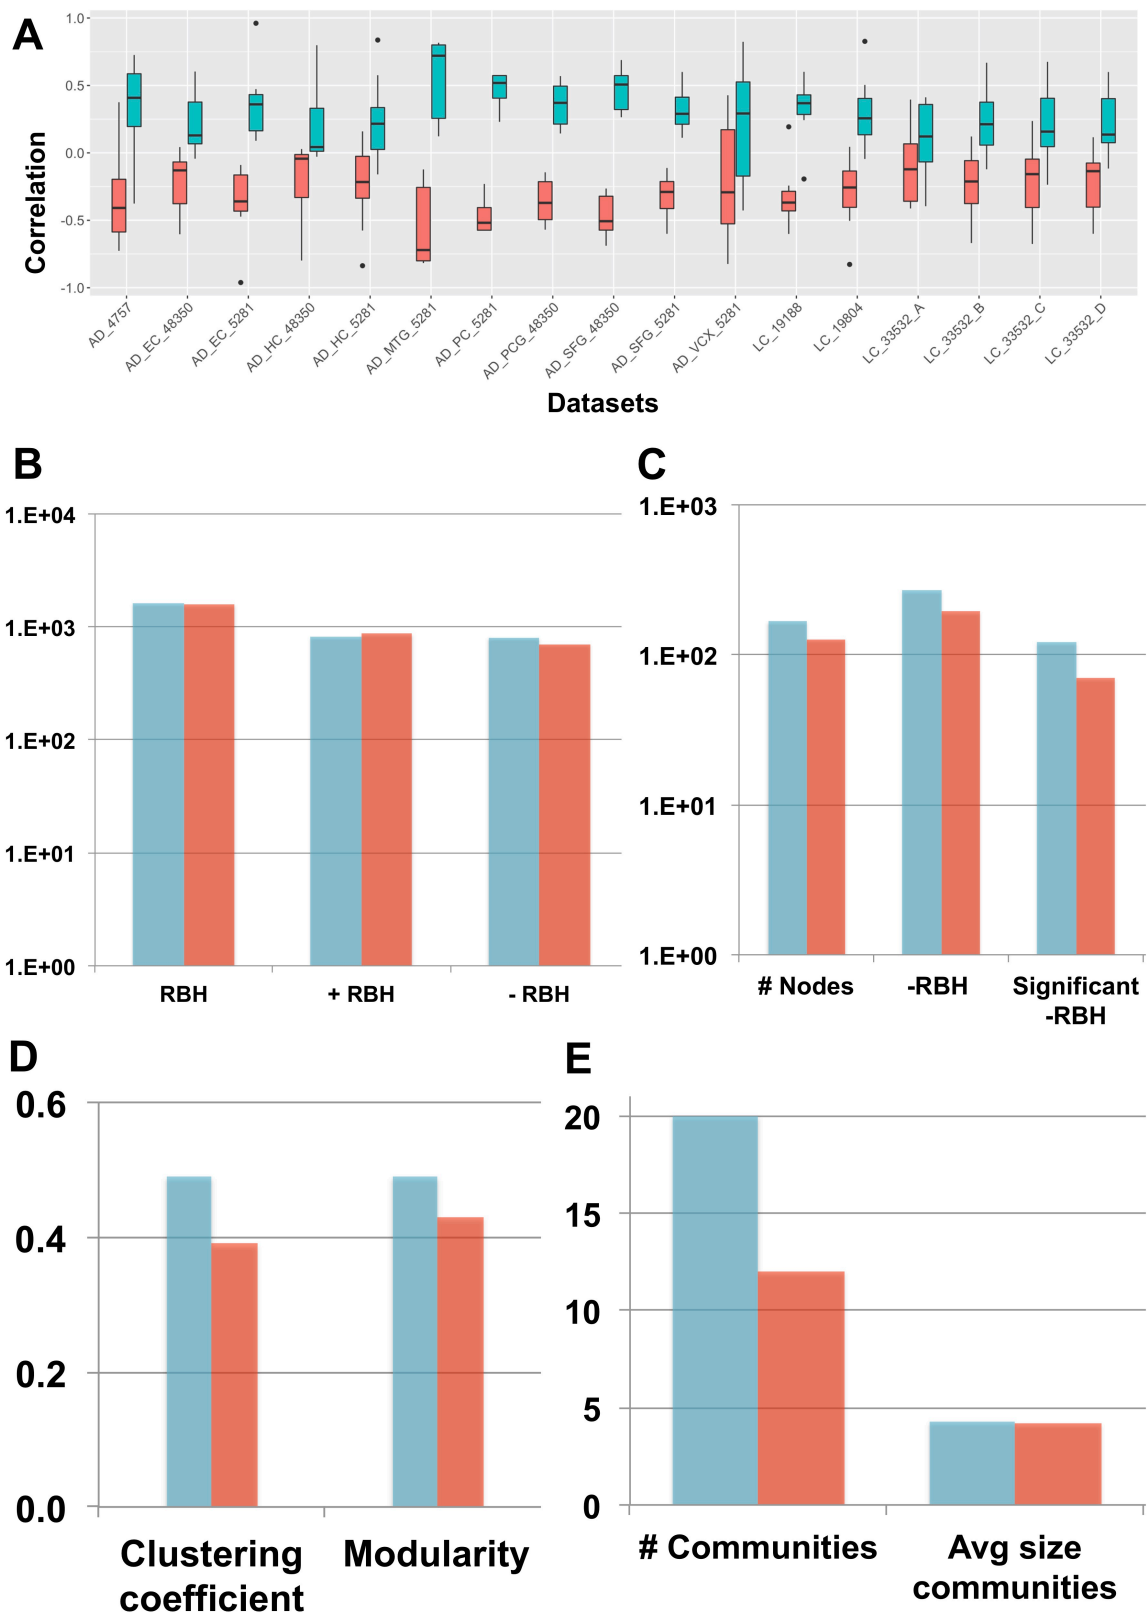 A
1.0
0.5
0.0
-0.5
-1.0
Correlation
AD_4757
AD_EC_48350
AD_EC_5281
AD_HC_48350
AD_HC_5281
AD_MTG_5281
AD_PC_5281
AD_PCG_48350
AD_SFG_48350
AD_SFG_5281
AD_VCX_5281
LC_19188
LC_19804
LC_33532_A
LC_33532_B
LC_33532_C
LC_33532_D
Datasets
B
1.E+04
1.E+03
1.E+02
1.E+01
1.E+00
RBH
+ RBH
- RBH
C
1.E+03
1.E+02
1.E+01
1.E+00
# Nodes
-RBH
Significant
-RBH
D
0.6
0.4
0.2
0.0
Clustering
coefficient
Modularity
E
20
15
10
5
0
# Communities
Avg size
communities